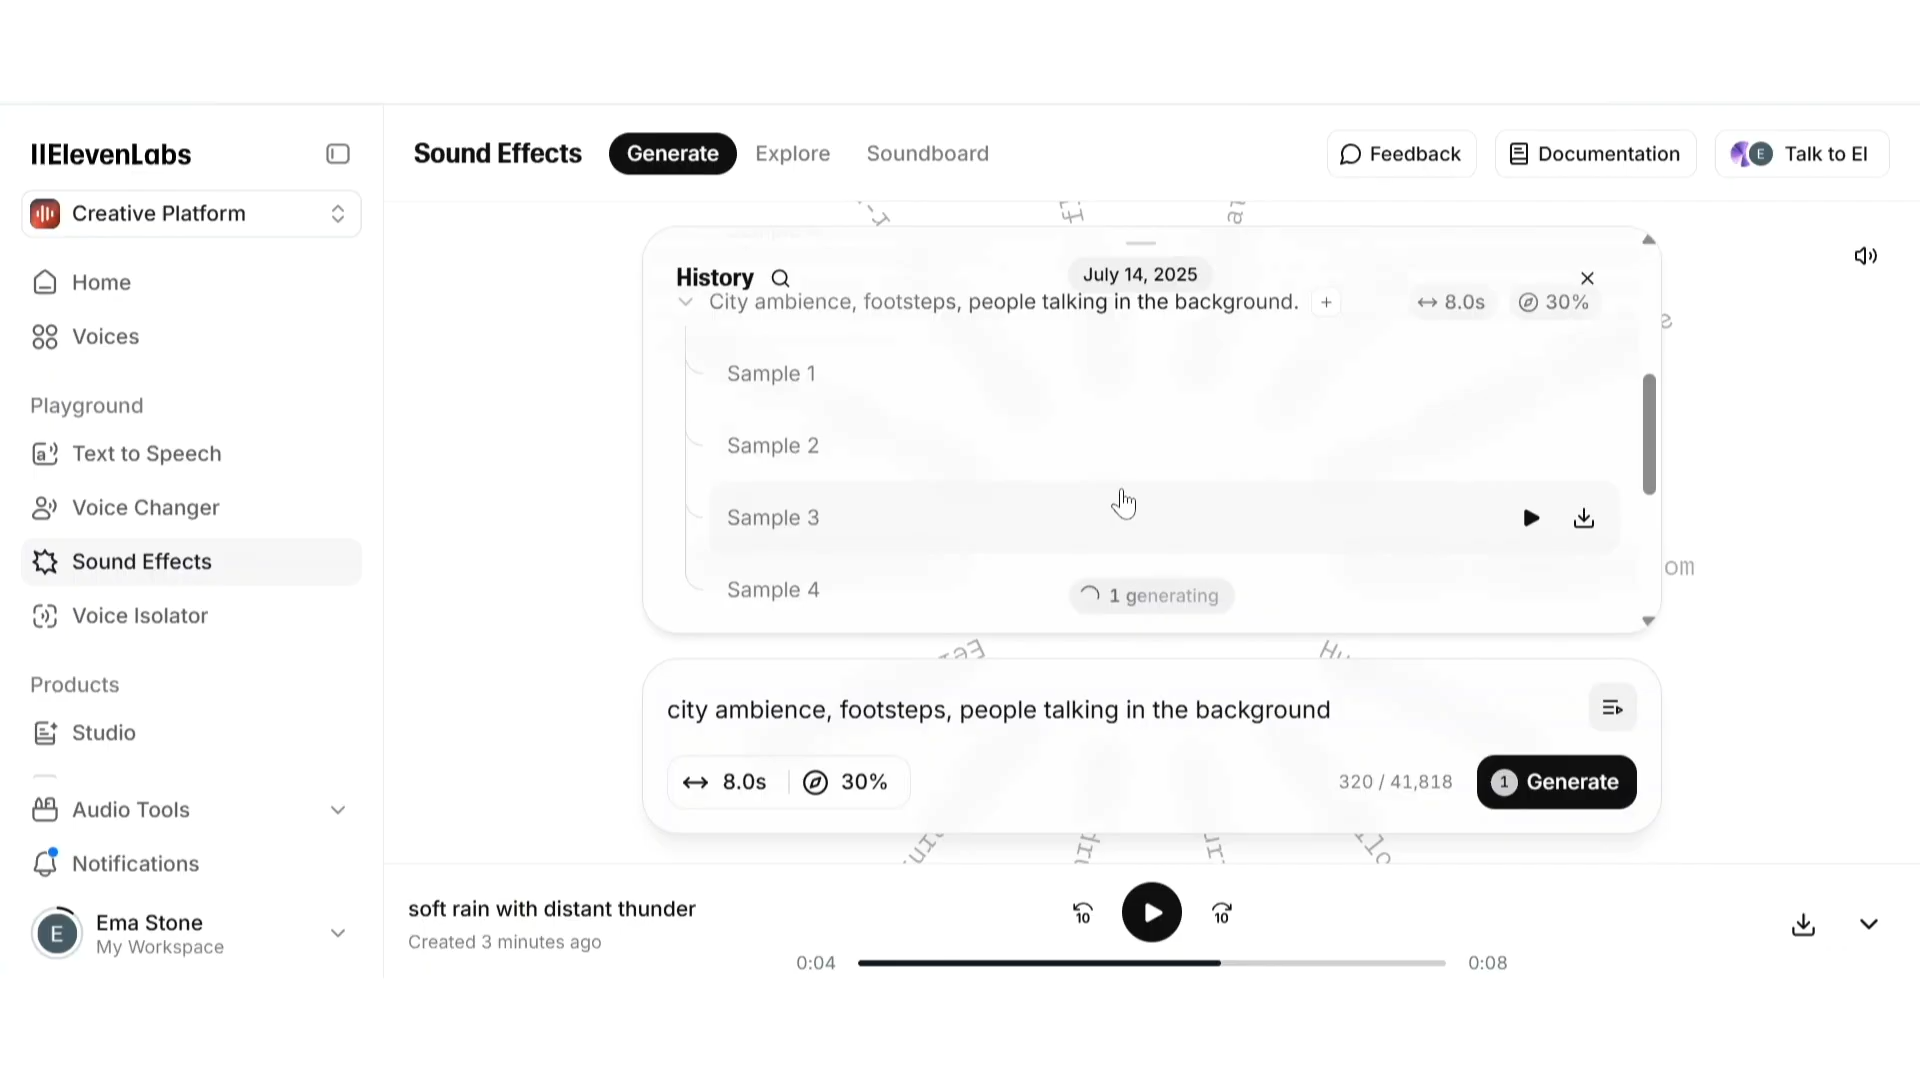 IIElevenLabs
Creative Platform
Home
Voices
Playground
Text to Speech
Voice Changer
Sound Effects
Voice Isolator
Products
Studio
Audio Tools
Notifications
E
Ema Stone
My Workspace
Sound Effects
Generate
Explore
Soundboard
Feedback
Documentation
E
Talk to El
History
July 14, 2025
City ambience, footsteps, people talking in the background.
8.0s
30%
Sample 1
Sample 2
Sample 3
Sample 4
1 generating
om
city ambience, footsteps, people talking in the background
8.0s
30%
320 / 41,818
1 Generate
soft rain with distant thunder
Created 3 minutes ago
10
10
0:04
0:08